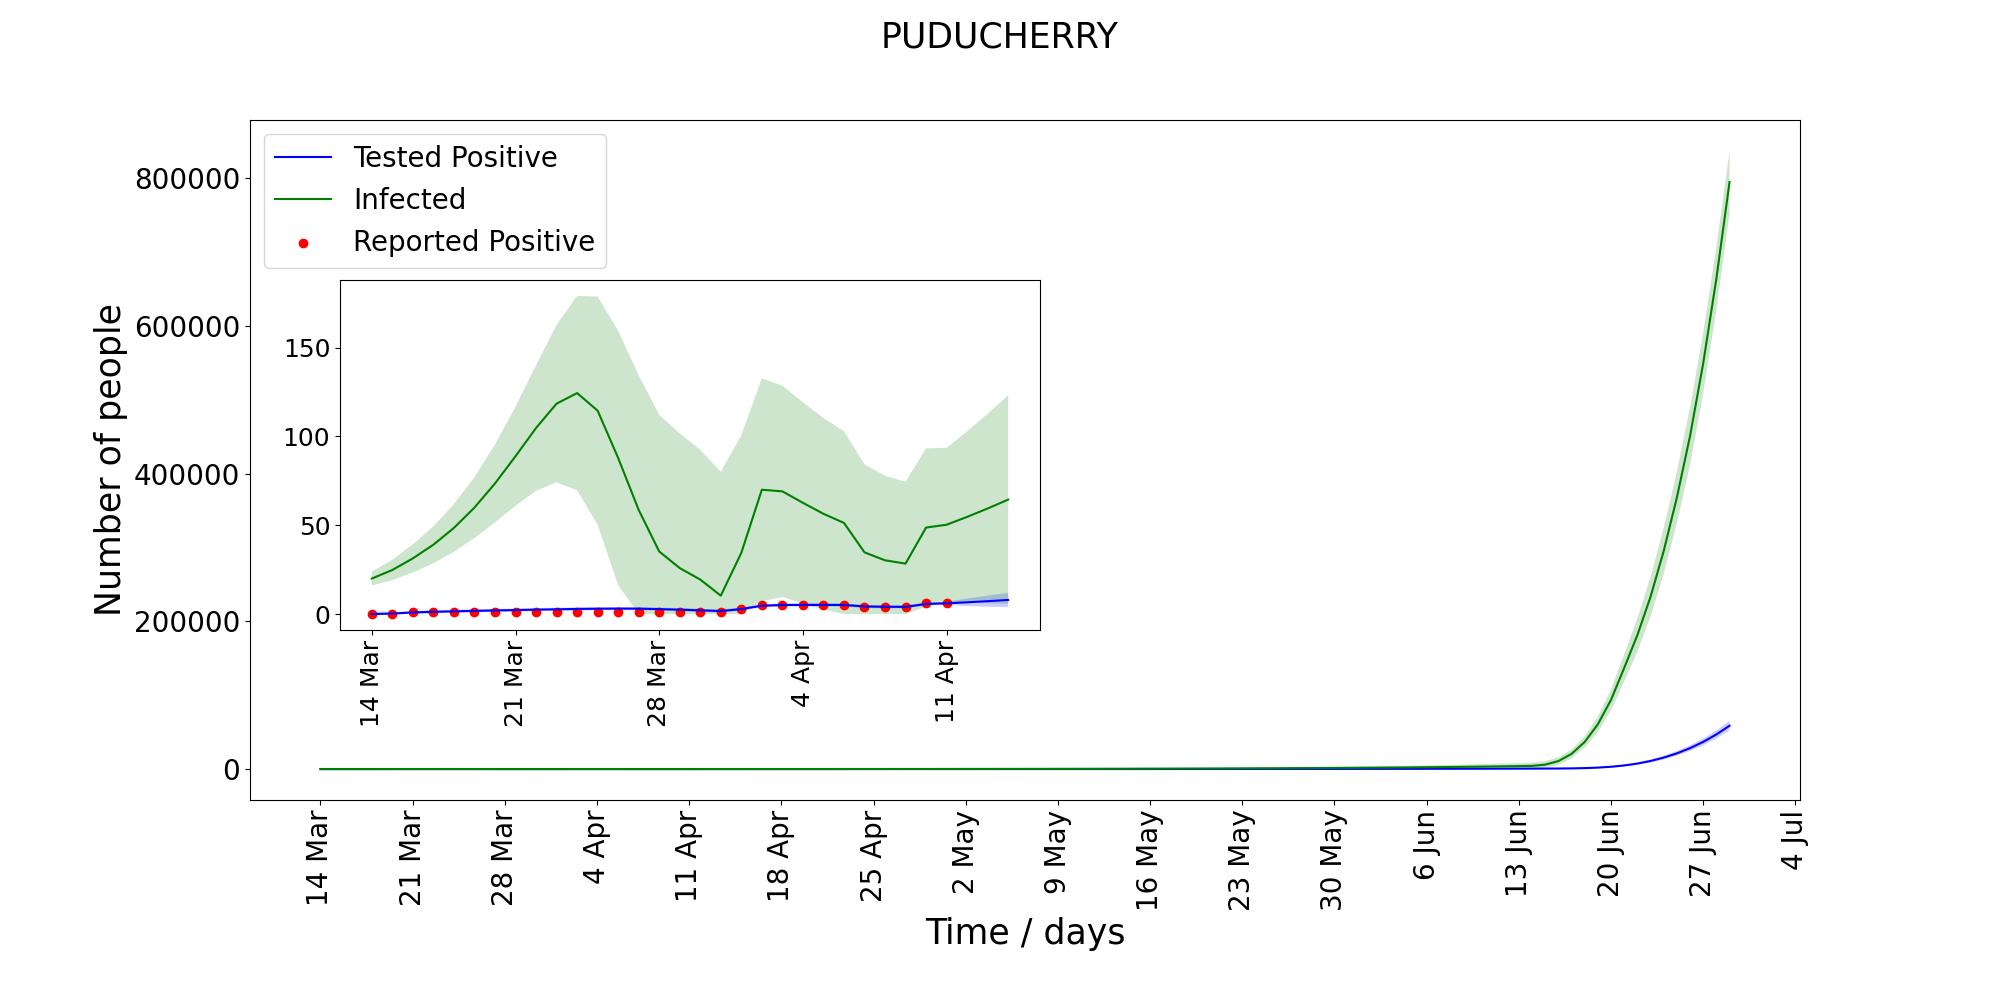 PUDUCHERRY
Tested Positive
Infected
Reported Positive
Number of people
800000
600000
400000
200000
0
150
100
50
0
14 Mar
21 Mar
28 Mar
4 Apr
11 Apr
14 Mar
21 Mar
28 Mar
4 Apr
11 Apr
18 Apr
25 Apr
2 May
9 May
16 May
23 May
30 May
6 Jun
13 Jun
20 Jun
27 Jun
4 Jul
Time / days